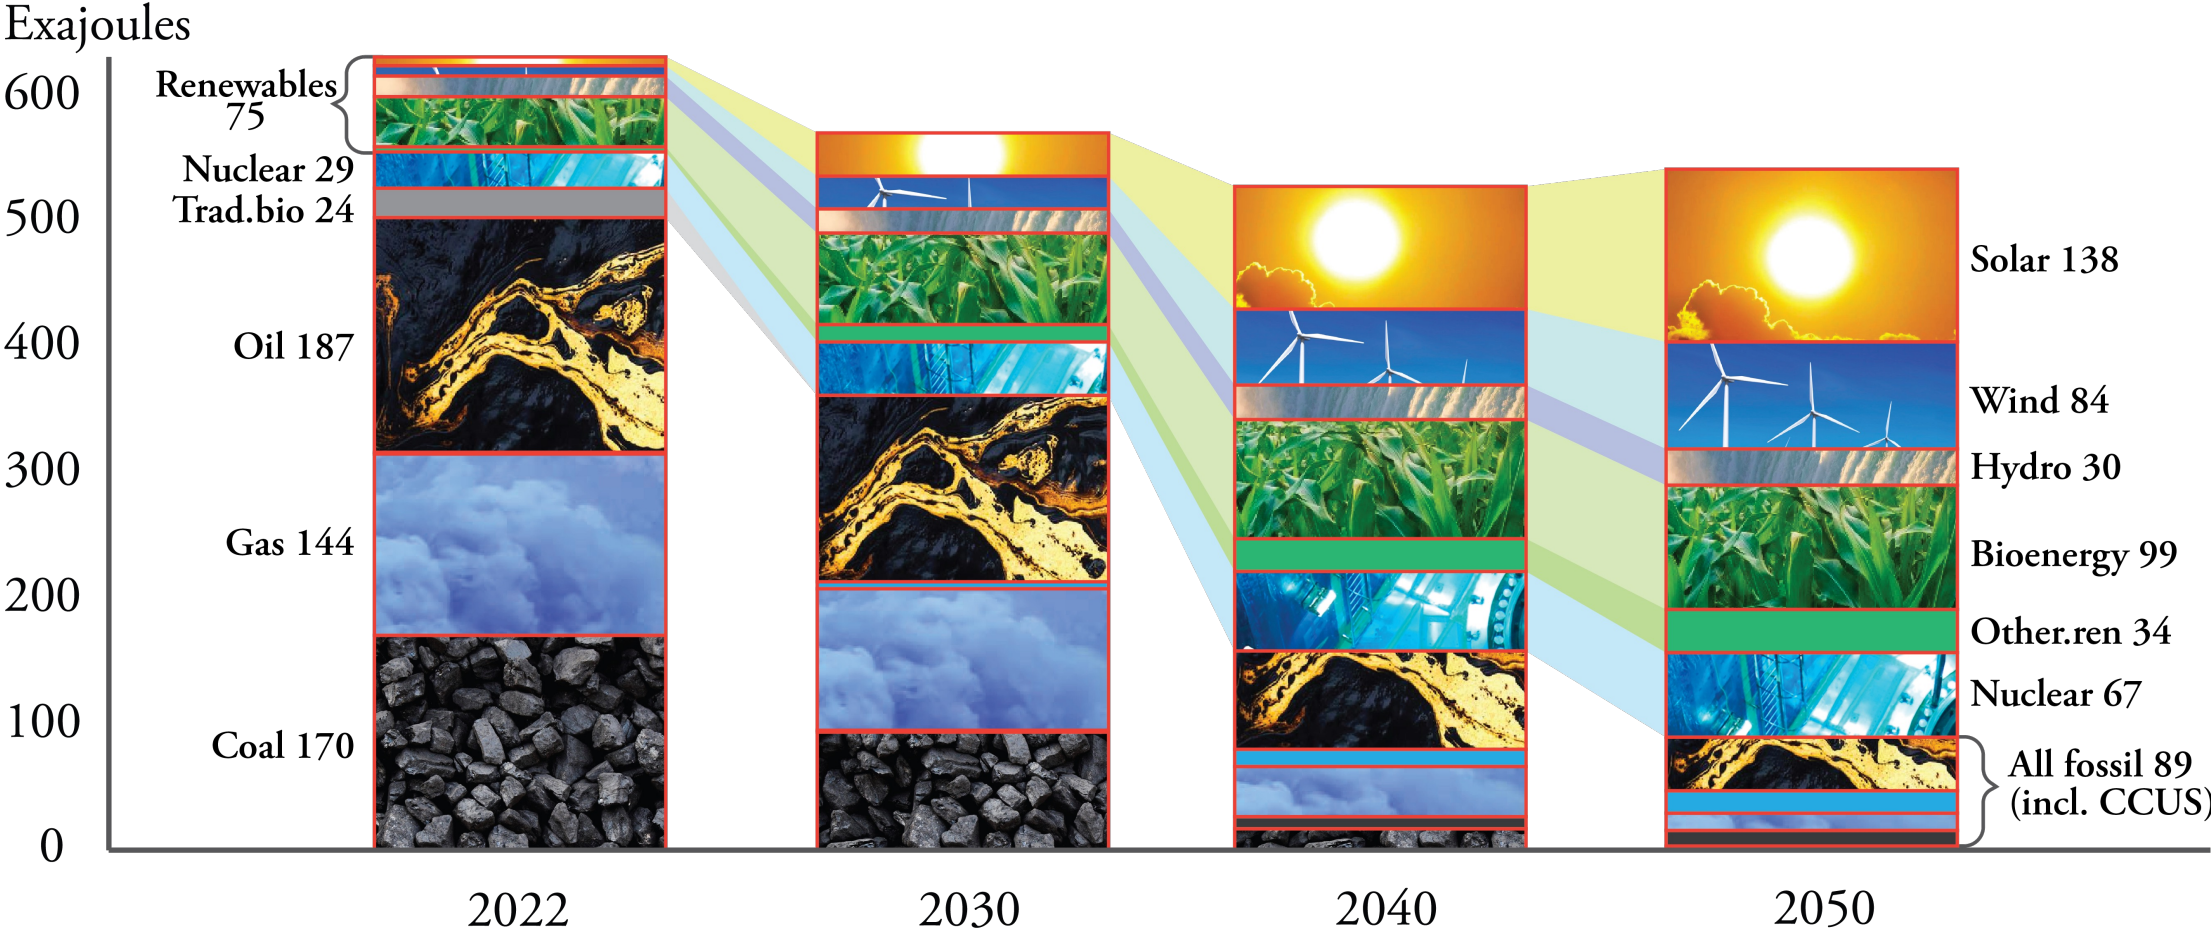 Exajoules
600
500
400
300
200
100
0
Renewables
75
Nuclear 29
Trad.bio 24
Oil 187
Gas 144
Coal 170
Solar 138
Wind 84
Hydro 30
Bioenergy 99
Other.ren 34
Nuclear 67
All fossil 89
(incl. CCUS)
2022
2030
2040
2050